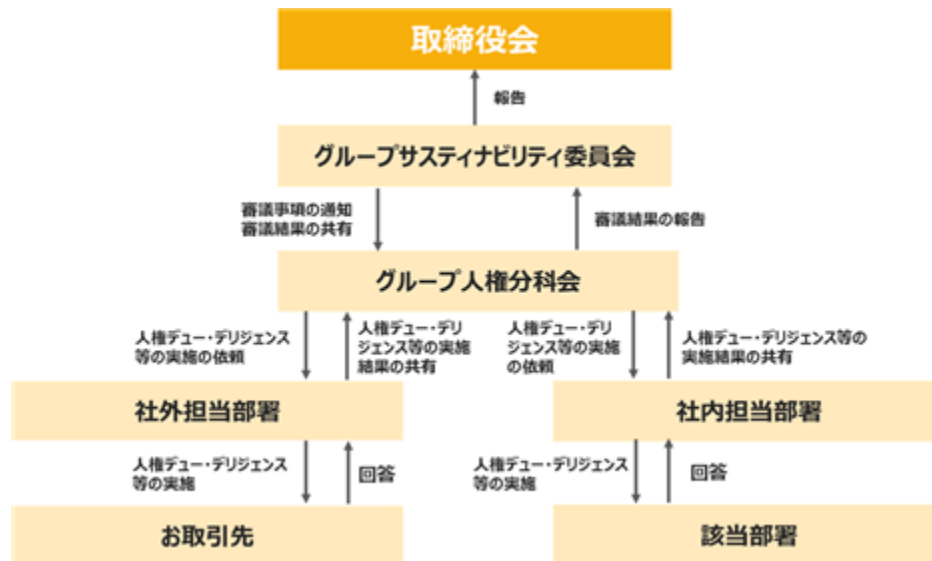 取締役会
報告
グループサスティナビリティ委員会
審議事項の通知
審議結果の共有
審議結果の報告
グループ人権分科会
人権デュー・デリジェンス
等の実施の依頼
人権デュー・デリ
ジェンス等の実施
結果の共有
人権デュー・デリ
ジェンス等の実施
の依頼
人権デュー・デリジェンス等の
実施結果の共有
社外担当部署
社内担当部署
人権デュー・デリジェンス
等の実施
回答
人権デュー・デリジェンス
等の実施
回答
お取引先
該当部署